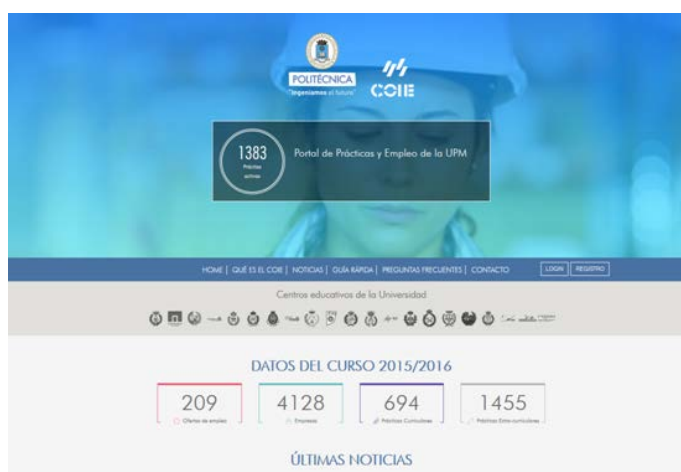 POLITÉCNICA
"Ingeniamos el futuro"
COIE
1383
Prácticas
activas
Portal de Prácticas y Empleo de la UPM
HOME | QUÉ ES EL COIE | NOTICIAS | GUÍA RÁPIDA | PREGUNTAS FRECUENTES | CONTACTO
LOGIN
REGISTRO
Centros educativos de la Universidad
DATOS DEL CURSO 2015/2016
209
Ofertas de empleo
4128
Empresas
694
Prácticas Curriculares
1455
Prácticas Extra-curriculares
ÚLTIMAS NOTICIAS